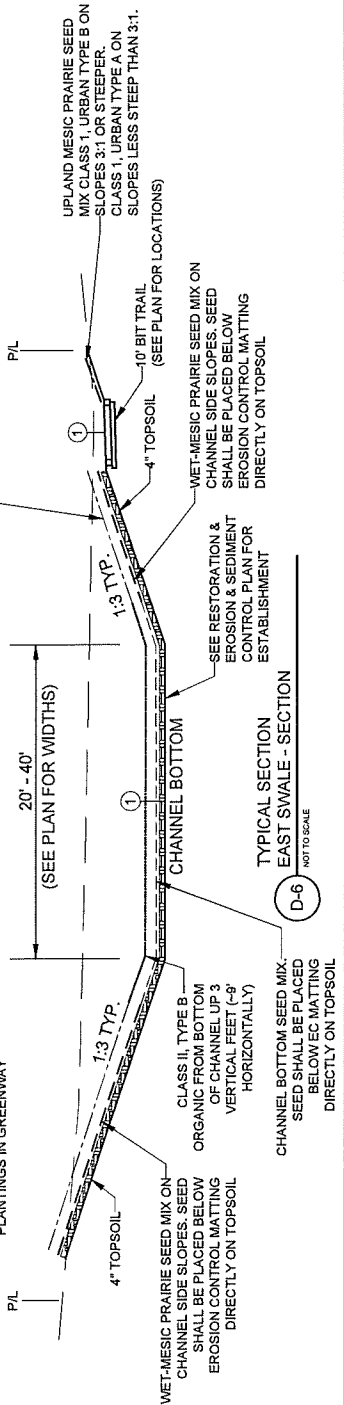 PLANTINGS IN GREENWAY
P/L
20' - 40'
(SEE PLAN FOR WIDTHS)
P/L
UPLAND MESIC PRAIRIE SEED
MIX CLASS 1, URBAN TYPE B ON
SLOPES 3:1 OR STEEPER.
CLASS 1, URBAN TYPE A ON
SLOPES LESS STEEP THAN 3:1.
1:3 TYP.
1:3 TYP.
1
1
10' BIT TRAIL
(SEE PLAN FOR LOCATIONS)
4" TOPSOIL
4" TOPSOIL
CHANNEL BOTTOM
WET-MESIC PRAIRIE SEED MIX ON
CHANNEL SIDE SLOPES. SEED
SHALL BE PLACED BELOW
EROSION CONTROL MATTING
DIRECTLY ON TOPSOIL
CLASS II, TYPE B
ORGANIC FROM BOTTOM
OF CHANNEL UP 3
VERTICAL FEET (~9'
HORIZONTALLY)
CHANNEL BOTTOM SEED MIX.
SEED SHALL BE PLACED
BELOW EC MATTING
DIRECTLY ON TOPSOIL
SEE RESTORATION &
EROSION & SEDIMENT
CONTROL PLAN FOR
ESTABLISHMENT
WET-MESIC PRAIRIE SEED MIX ON
CHANNEL SIDE SLOPES. SEED
SHALL BE PLACED BELOW
EROSION CONTROL MATTING
DIRECTLY ON TOPSOIL
TYPICAL SECTION
EAST SWALE - SECTION
D-6
NOT TO SCALE